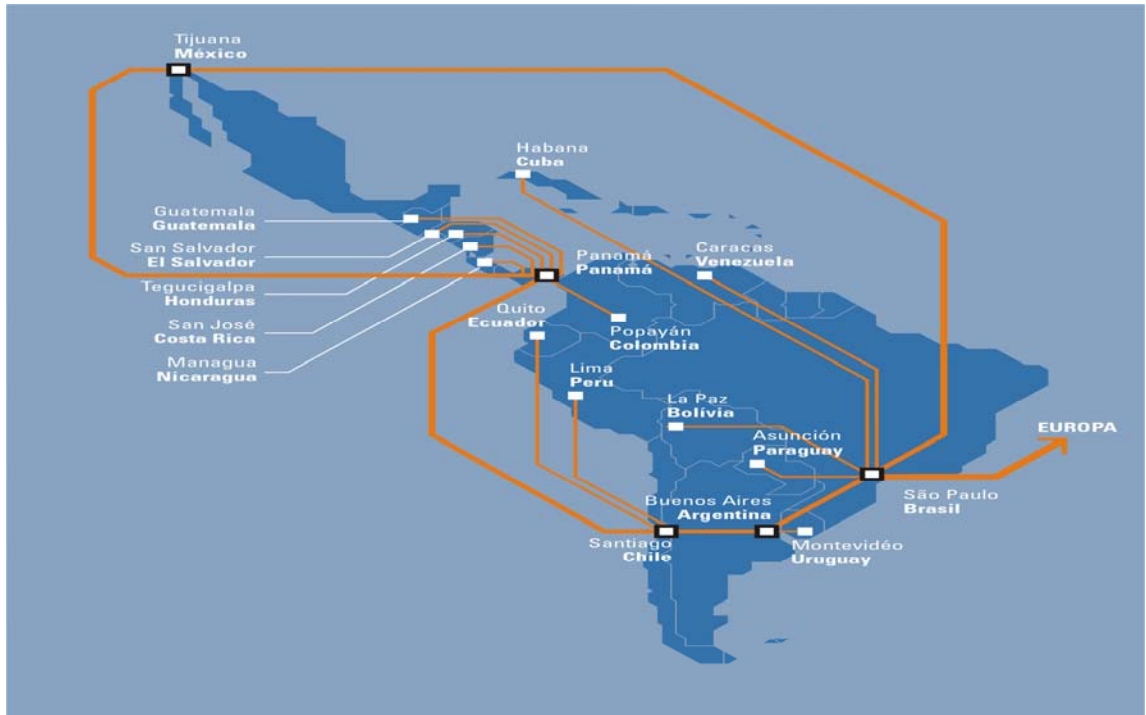 Tijuana
México
Habana
Cuba
Guatemala
Guatemala
San Salvador
El Salvador
Tegucigalpa
Honduras
San José
Costa Rica
Managua
Nicaragua
Panamá
Panamá
Caracas
Venezuela
Quito
Ecuador
Popayán
Colombia
Lima
Peru
La Paz
Bolívia
Asunción
Paraguay
EUROPA
Buenos Aires
Argentina
São Paulo
Brasil
Santiago
Chile
Montevidéo
Uruguay